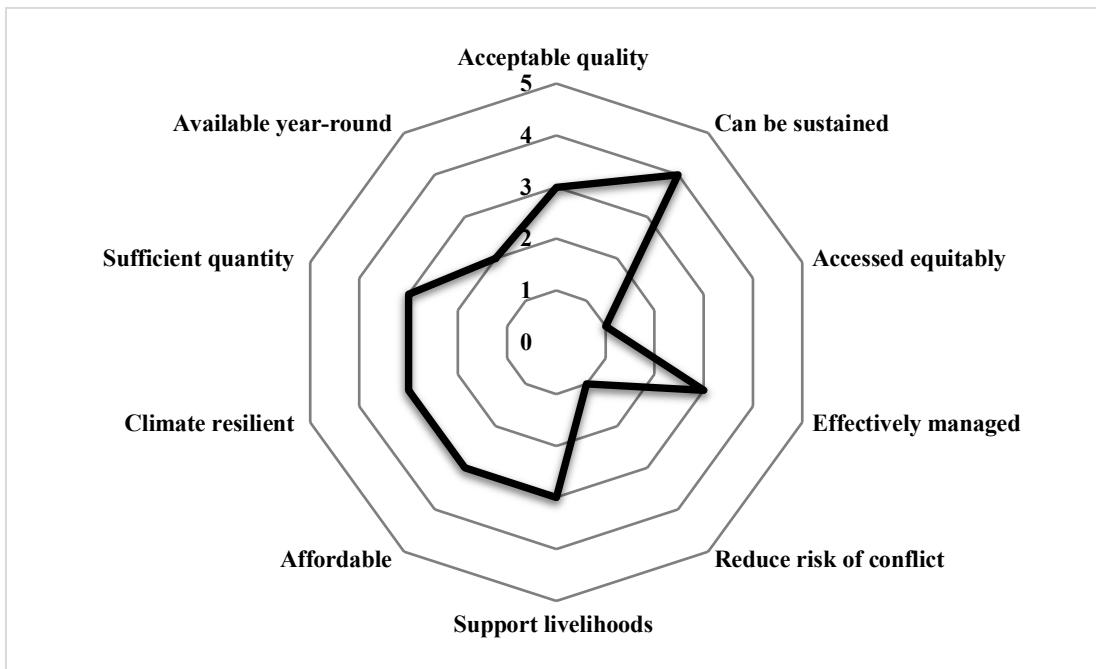 Acceptable quality
5
Available year-round
Can be sustained
4
3
2
Sufficient quantity
Accessed equitably
1
0
Climate resilient
Effectively managed
Affordable
Reduce risk of conflict
Support livelihoods